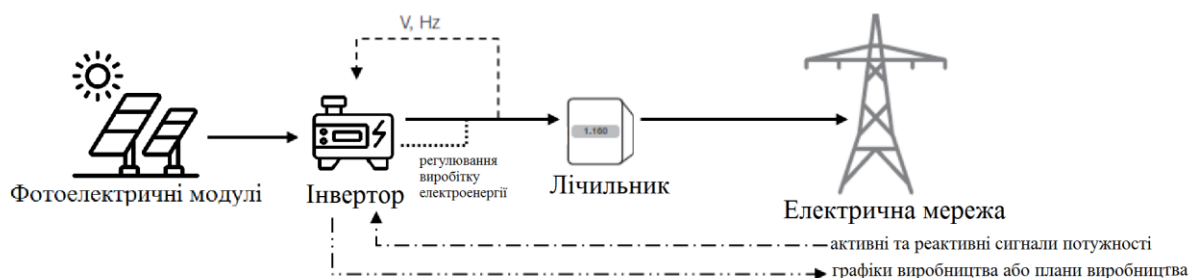 V, Hz
1.160
регулювання
виробітку
електроенергії
Фотоелектричні модулі
Інвертор
Лічильник
Електрична мережа
активні та реактивні сигнали потужності
графіки виробництва або плани виробництва